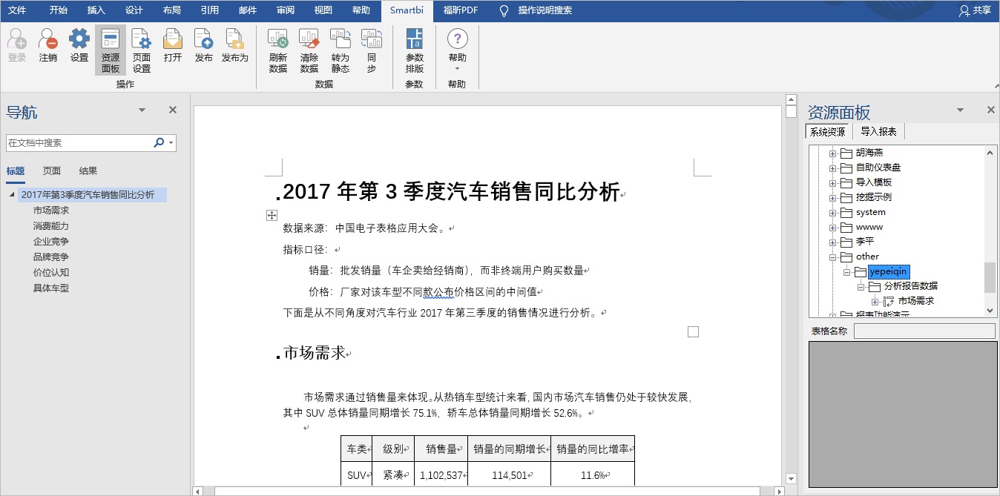 文件 开始 插入 设计 布局 引用 邮件 审阅 视图 帮助 Smartbi 福昕PDF 操作说明搜索 共享
登录 注销 设置 资源面板 页面设置 打开 发布 发布为 刷新数据 清除数据 转为静态 同步 参数排版 帮助
操作 数据 参数 帮助
导航
在文档中搜索
标题 页面 结果
2017年第3季度汽车销售同比分析
市场需求
消费能力
企业竞争
品牌竞争
价位认知
具体车型
2017 年第 3 季度汽车销售同比分析
数据来源：中国电子表格应用大会。
指标口径：
销量：批发销量（车企卖给经销商），而非终端用户购买数量
价格：厂家对该车型不同款公布价格区间的中间值
下面是从不同角度对汽车行业 2017 年第三季度的销售情况进行分析。
市场需求
市场需求通过销售量来体现。从热销车型统计来看，国内市场汽车销售仍处于较快发展，
其中 SUV 总体销量同期增长 75.1%，轿车总体销量同期增长 52.6%。
车类 级别 销售量 销量的同期增长 销量的同比增率
SUV 紧凑 1,102,537 114,501 11.6%
资源面板
系统资源 导入报表
胡海燕
自助仪表盘
导入模板
挖掘示例
system
wwww
李平
other
yepeiqin
分析报告数据
市场需求
报表功能演示
表格名称